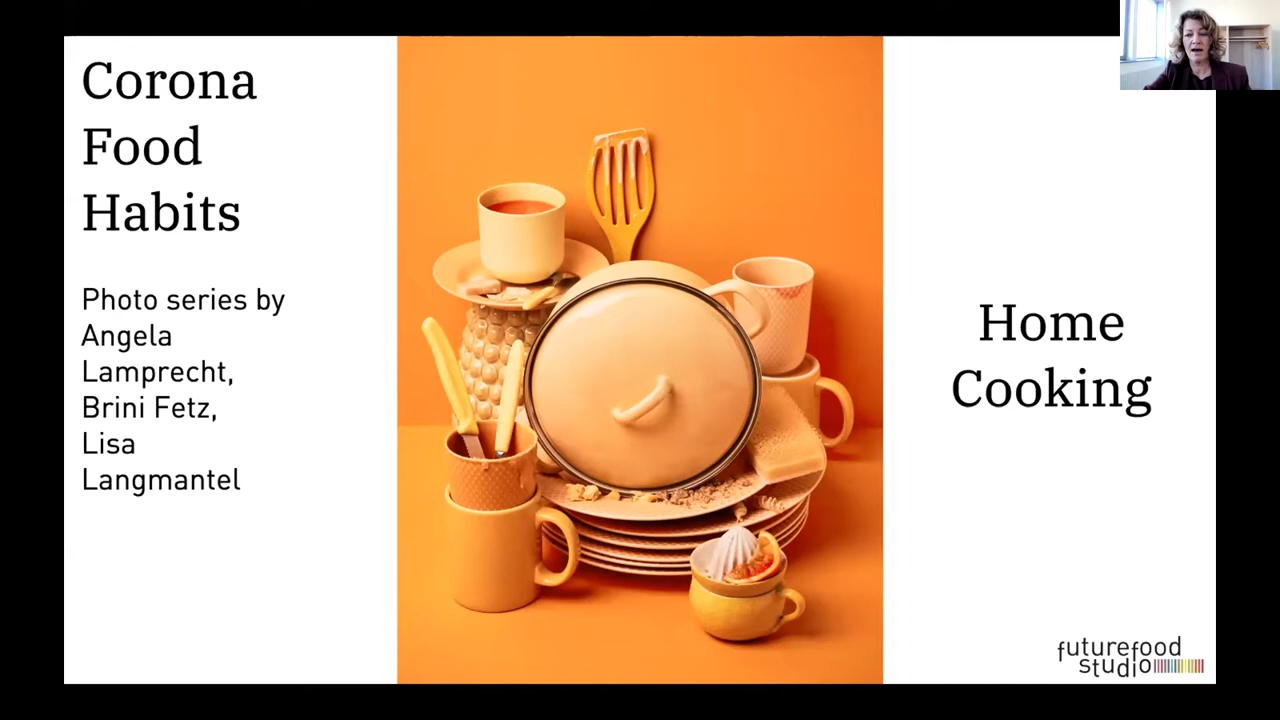 Corona
Food
Habits
Photo series by
Angela
Lamprecht,
Brini Fetz,
Lisa
Langmantel
Home
Cooking
futurefood
studio